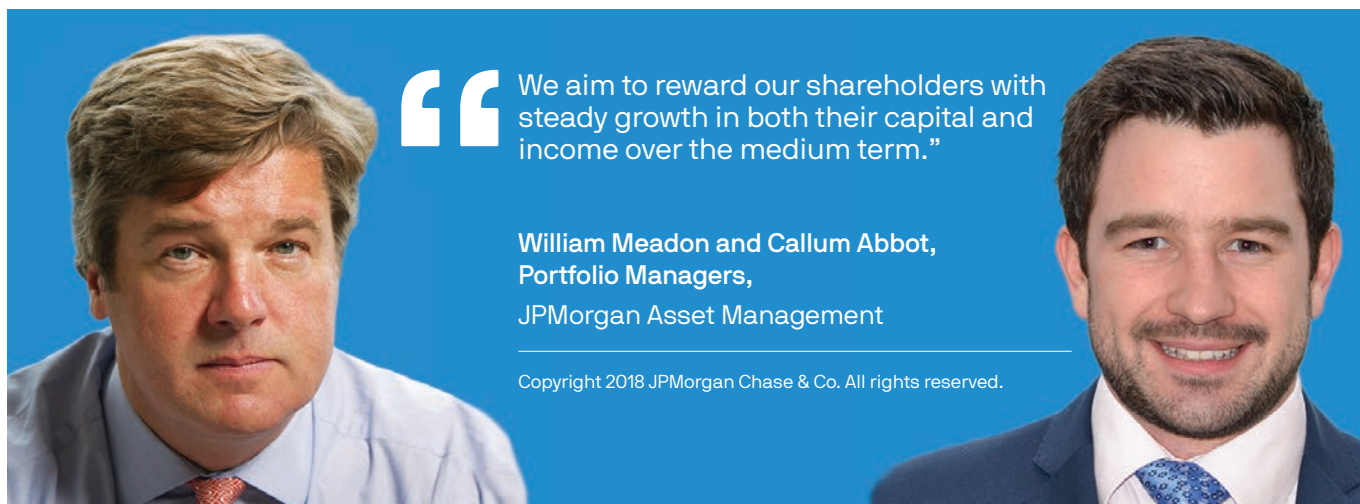 “
We aim to reward our shareholders with
steady growth in both their capital and
income over the medium term.”
William Meadon and Callum Abbot,
Portfolio Managers,
JPMorgan Asset Management
Copyright 2018 JPMorgan Chase & Co. All rights reserved.